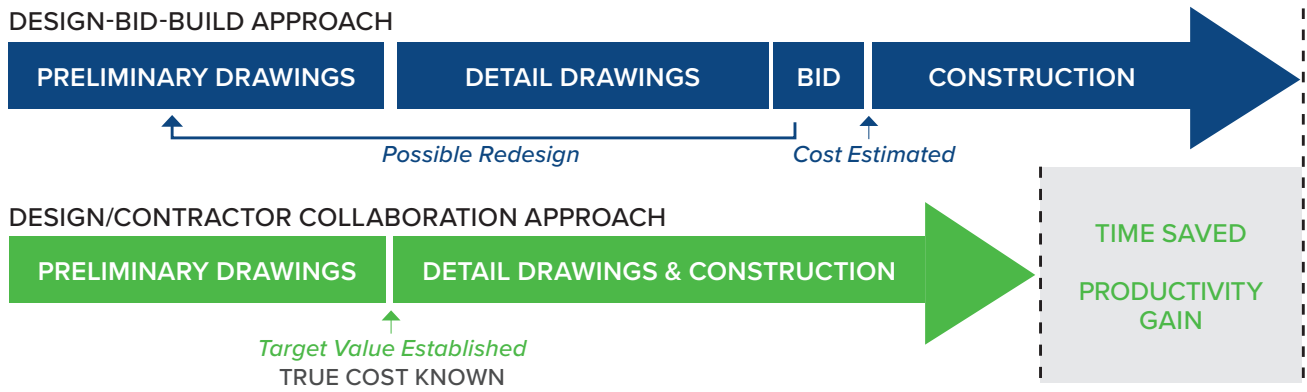 DESIGN-BID-BUILD APPROACH
PRELIMINARY DRAWINGS
DETAIL DRAWINGS
BID
CONSTRUCTION
Possible Redesign
Cost Estimated
DESIGN/CONTRACTOR COLLABORATION APPROACH
PRELIMINARY DRAWINGS
DETAIL DRAWINGS & CONSTRUCTION
TIME SAVED
PRODUCTIVITY
GAIN
Target Value Established
TRUE COST KNOWN